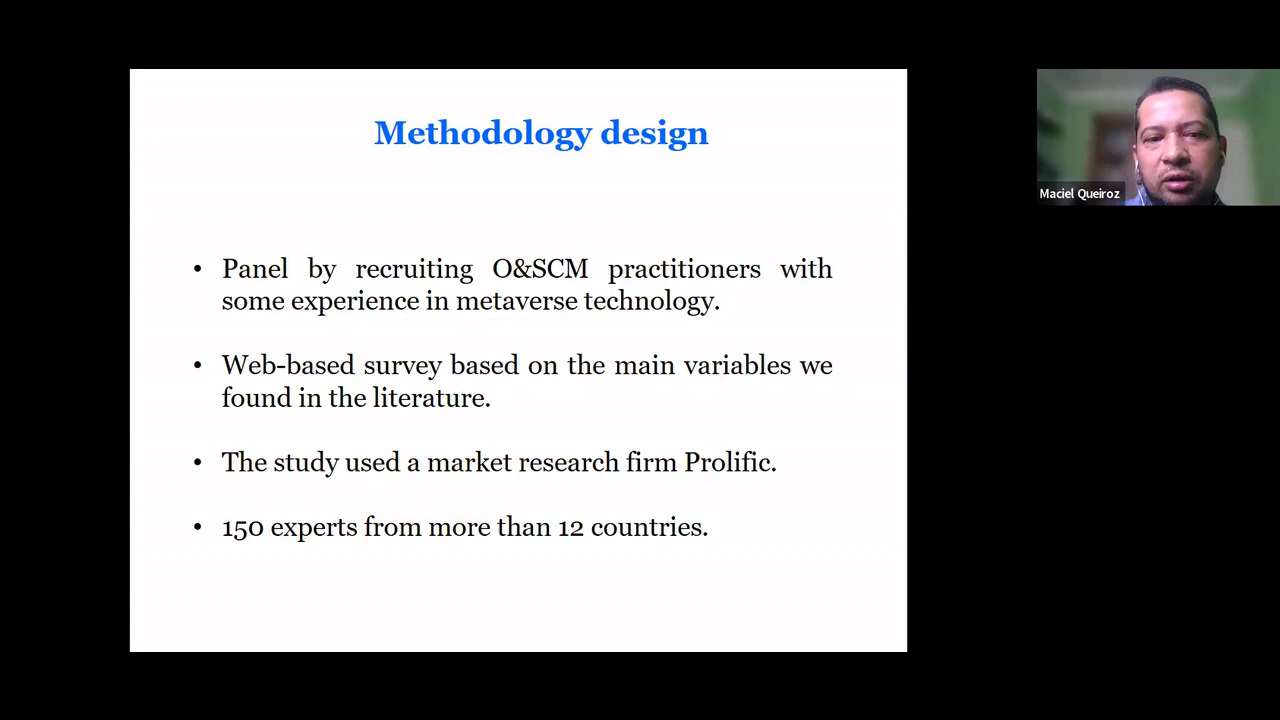 Methodology design
• Panel by recruiting O&SCM practitioners with
some experience in metaverse technology.
• Web-based survey based on the main variables we
found in the literature.
• The study used a market research firm Prolific.
• 150 experts from more than 12 countries.
Maciel Queiroz